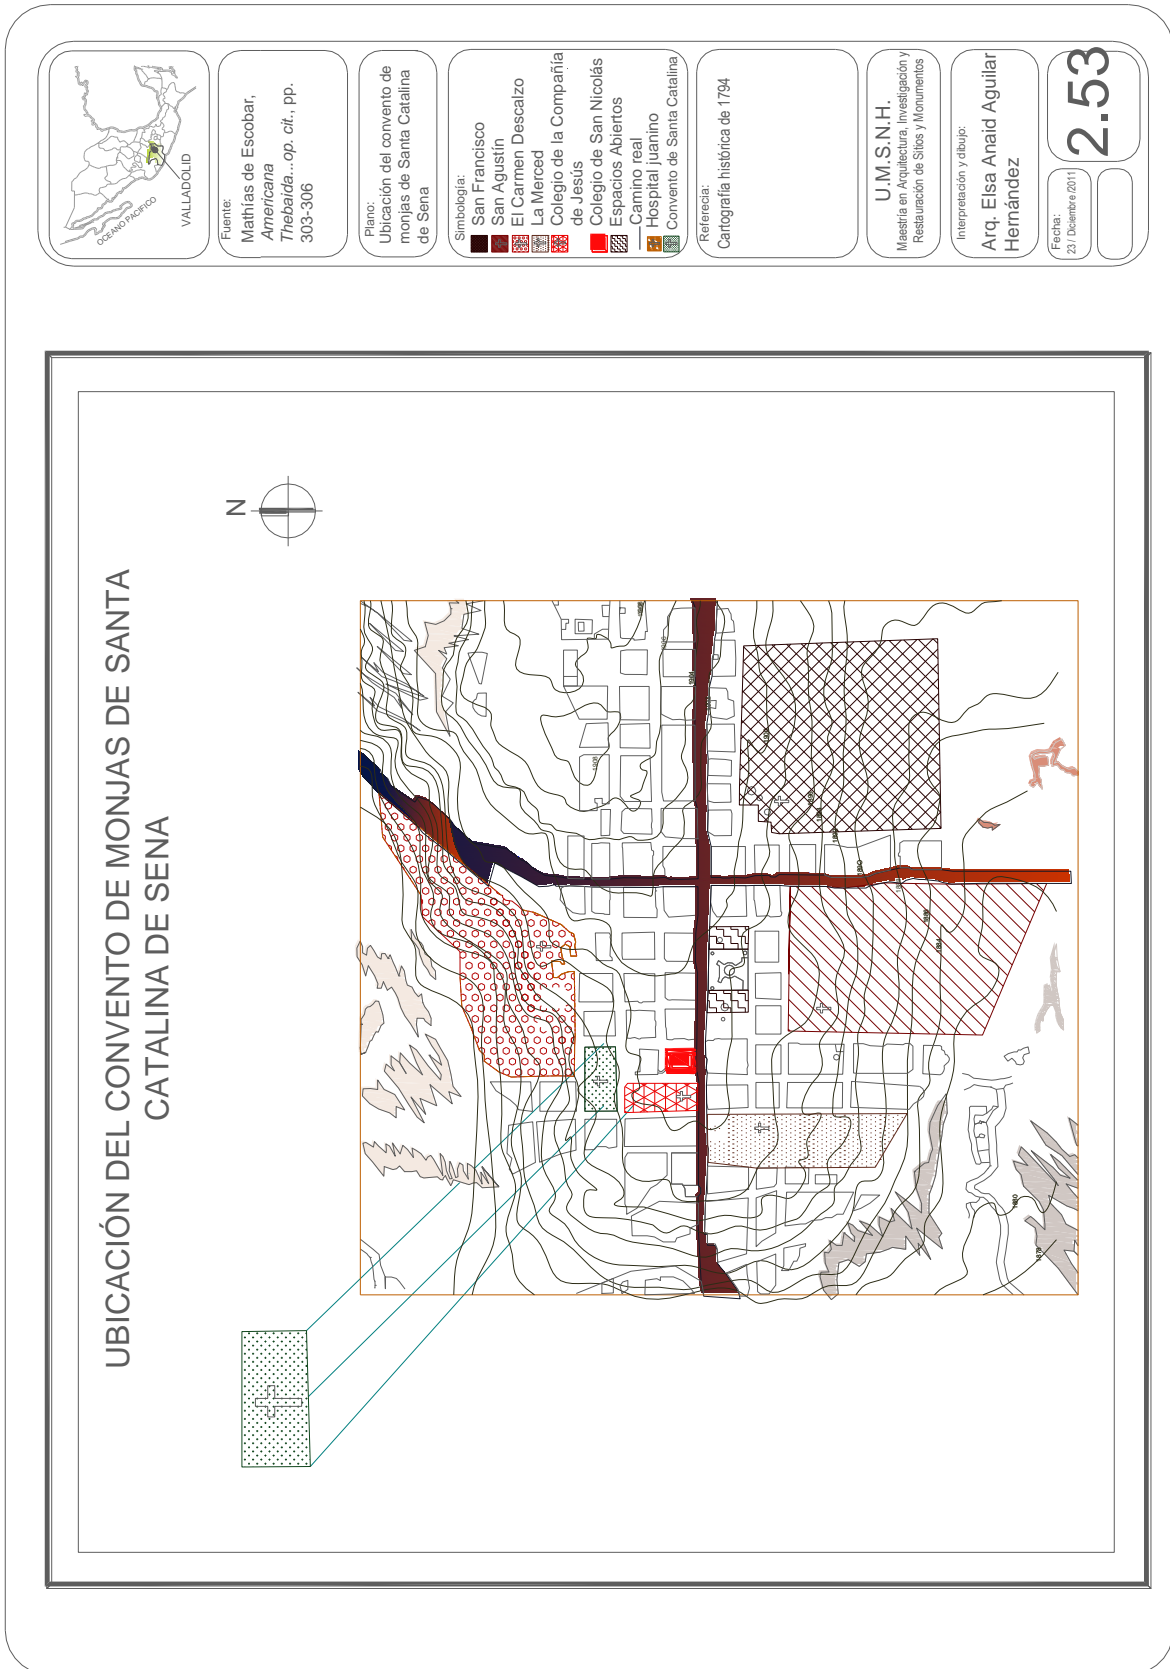 UBICACIÓN DEL CONVENTO DE MONJAS DE SANTA
CATALINA DE SENA
N
OCEANO PACIFICO
VALLADOLID
Fuente:
Mathías de Escobar,
Americana
Thebaida...op. cit., pp.
303-306
Plano:
Ubicación del convento de
monjas de Santa Catalina
de Sena
Simbología:
San Francisco
San Agustín
El Carmen Descalzo
La Merced
Colegio de la Compañía
de Jesús
Colegio de San Nicolás
Espacios Abiertos
Camino real
Hospital juanino
Convento de Santa Catalina
Referecia:
Cartografía histórica de 1794
U.M.S.N.H.
Maestría en Arquitectura, Investigación y
Restauración de Sitios y Monumentos
Interpretación y dibujo:
Arq. Elsa Anaid Aguilar
Hernández
Fecha:
23 / Diciembre/2011
2.53